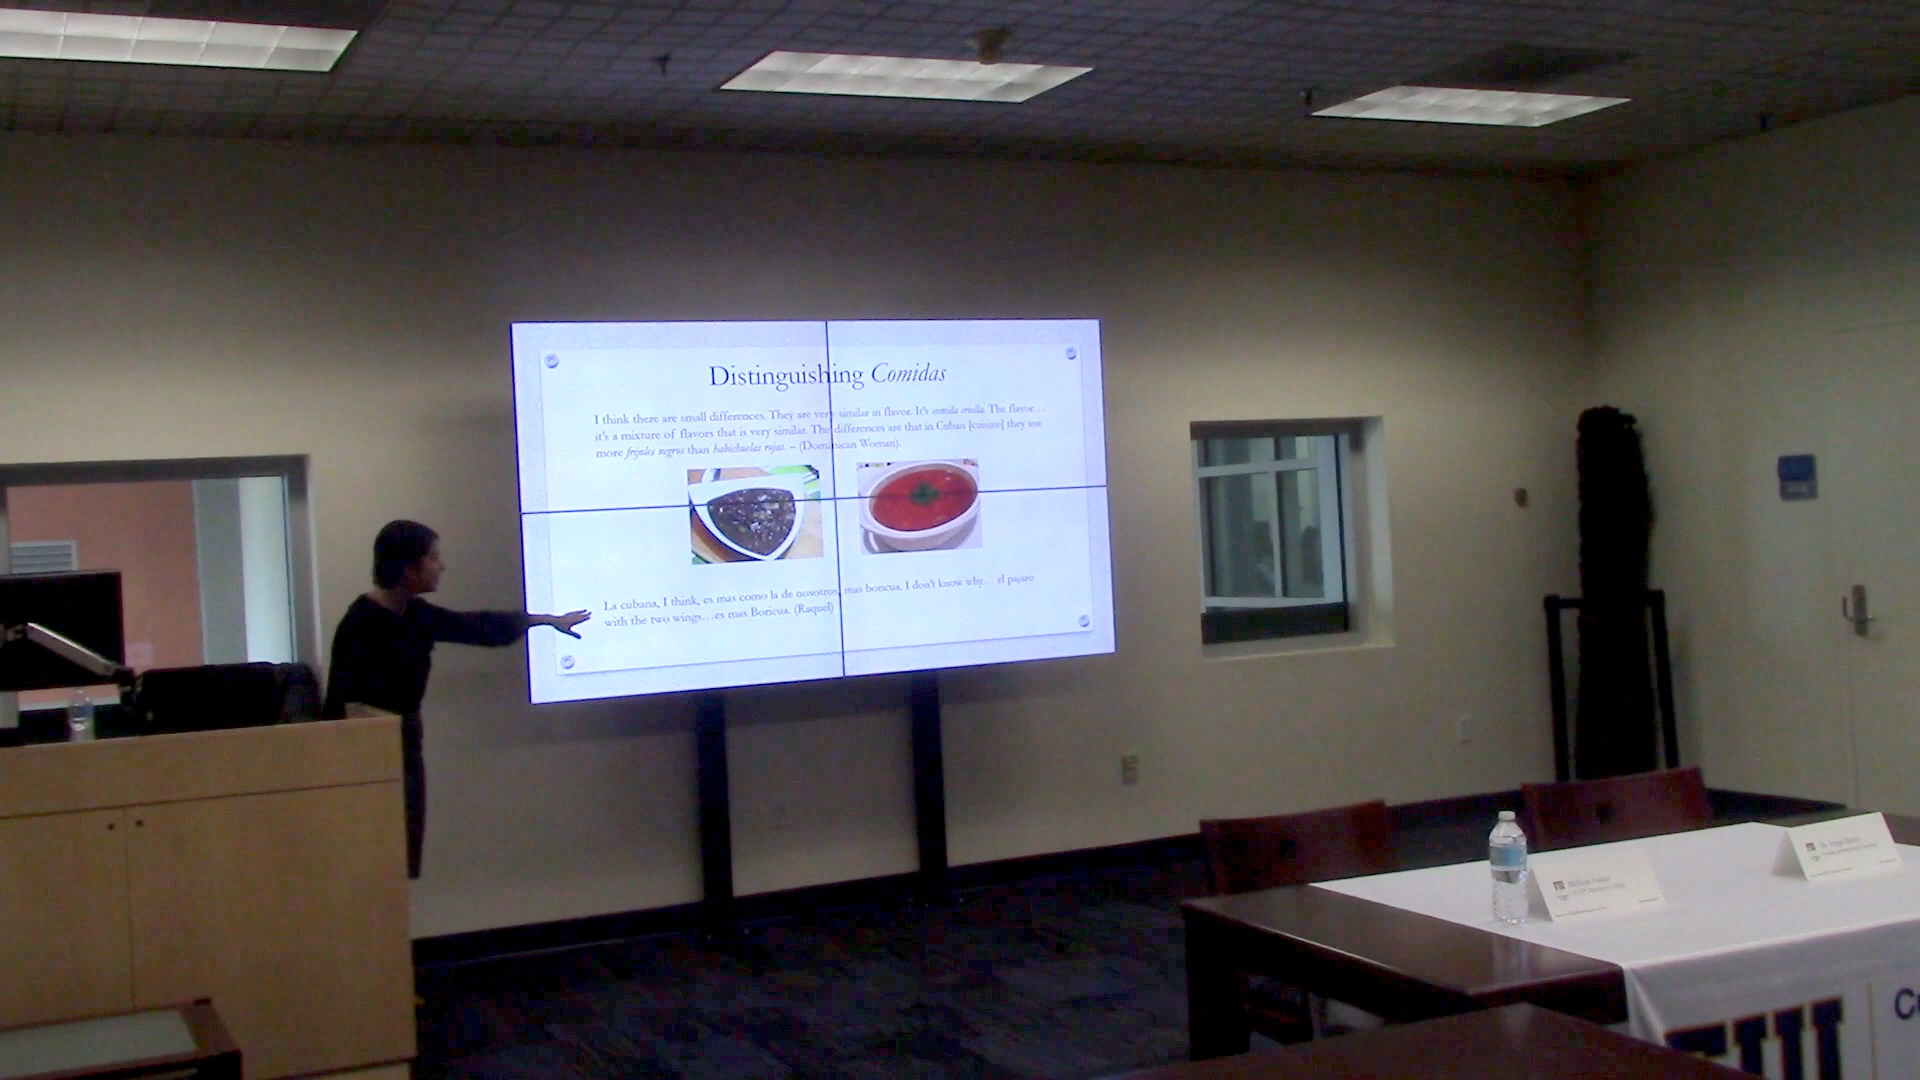 Distinguishing Comidas
I think there are small differences. They are very similar in flavor. It's comida criolla. The flavor…
it's a mixture of flavors that is very similar. The differences are that in Cuban [cuisine] they use
more frijoles negros than habichuelas rojas. – (Dominican Woman).
La cubana, I think, es mas como la de nosotros, mas boricua. I don't know why… el pajaro
with the two wings…es mas Boricua. (Raquel)
FIU